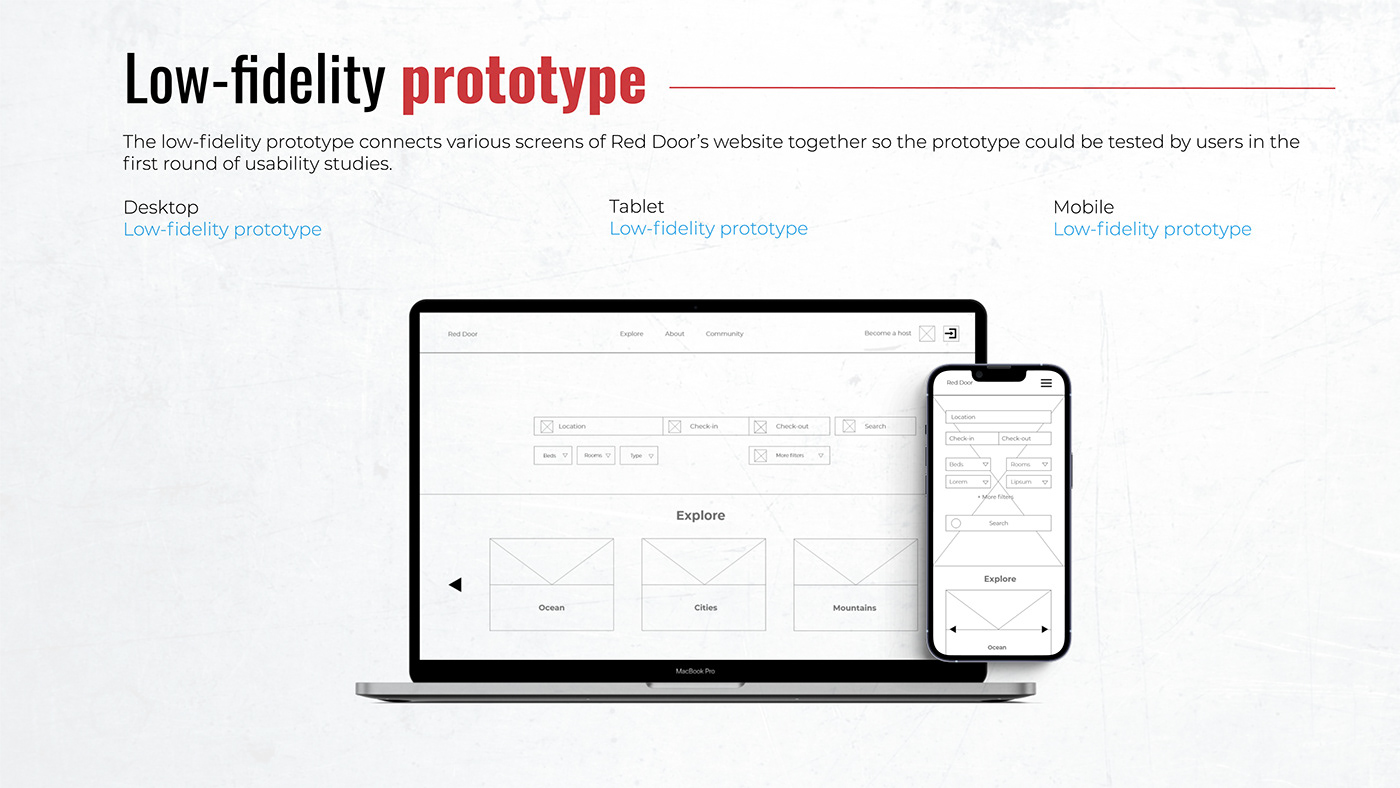 Low-fidelity prototype
The low-fidelity prototype connects various screens of Red Door’s website together so the prototype could be tested by users in the
first round of usability studies.
Desktop
Low-fidelity prototype
Tablet
Low-fidelity prototype
Mobile
Low-fidelity prototype
Red Door
Explore
About
Community
Become a host
Location
Check-in
Check-out
Search
Beds
Rooms
Type
More filters
Explore
Ocean
Cities
Mountains
MacBook Pro
Red Door
Location
Check-in
Check-out
Beds
Rooms
Lorem
Lipsum
+ More filters
Search
Explore
Ocean